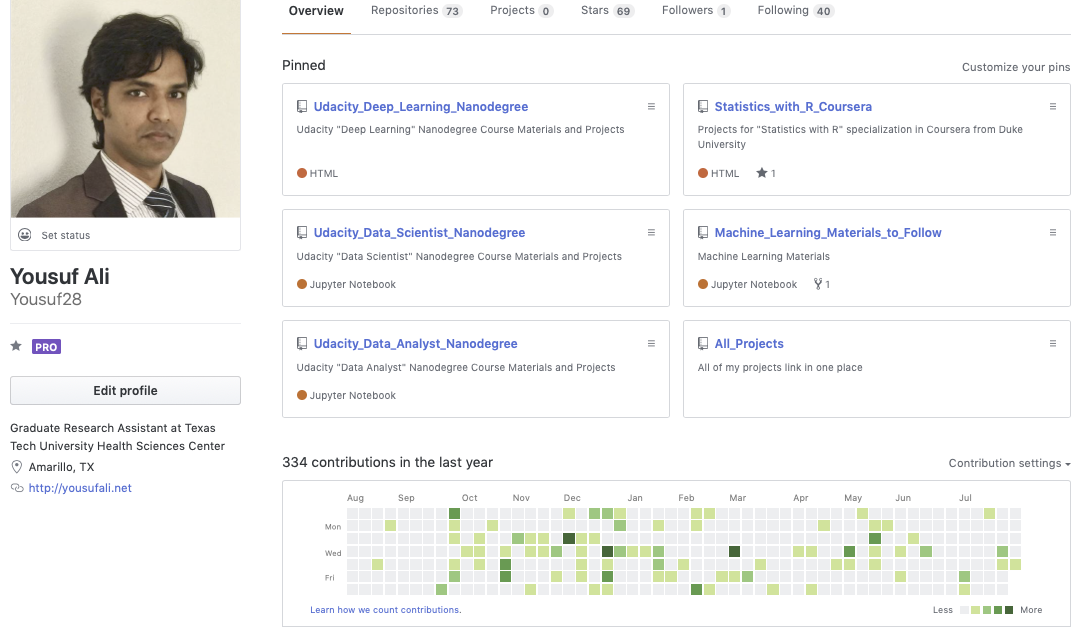 Overview Repositories 73 Projects 0 Stars 69 Followers 1 Following 40
Set status
Yousuf Ali
Yousuf28
PRO
Edit profile
Graduate Research Assistant at Texas
Tech University Health Sciences Center
Amarillo, TX
http://yousufali.net
Pinned
Customize your pins
Udacity_Deep_Learning_Nanodegree
Udacity "Deep Learning" Nanodegree Course Materials and Projects
HTML
Statistics_with_R_Coursera
Projects for "Statistics with R" specialization in Coursera from Duke
University
HTML 1
Udacity_Data_Scientist_Nanodegree
Udacity "Data Scientist" Nanodegree Course Materials and Projects
Jupyter Notebook
Machine_Learning_Materials_to_Follow
Machine Learning Materials
Jupyter Notebook 1
Udacity_Data_Analyst_Nanodegree
Udacity "Data Analyst" Nanodegree Course Materials and Projects
Jupyter Notebook
All_Projects
All of my projects link in one place
334 contributions in the last year
Contribution settings
Aug Sep Oct Nov Dec Jan Feb Mar Apr May Jun Jul
Mon
Wed
Fri
Learn how we count contributions.
Less More